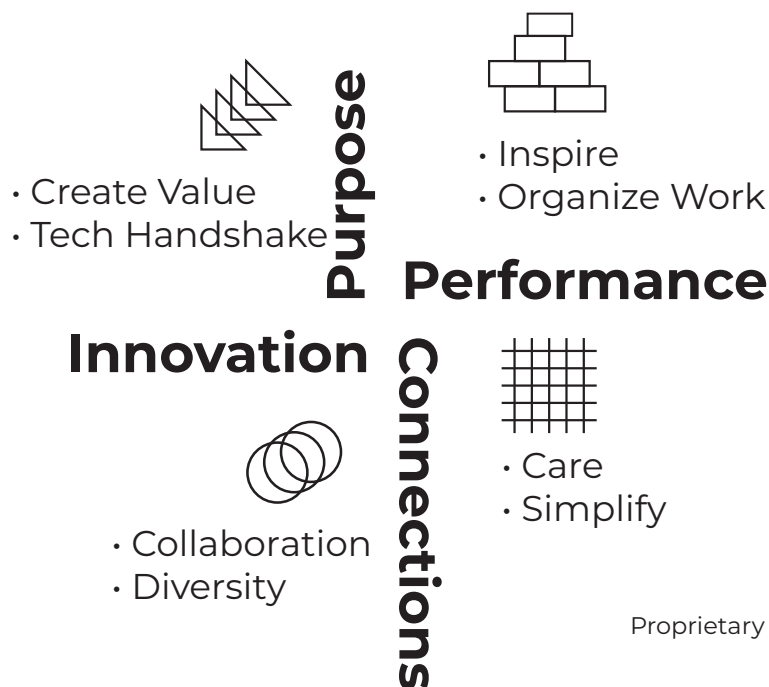 Purpose
• Create Value
• Tech Handshake
• Inspire
• Organize Work
Performance
Innovation
• Collaboration
• Diversity
Connections
• Care
• Simplify
Proprietary